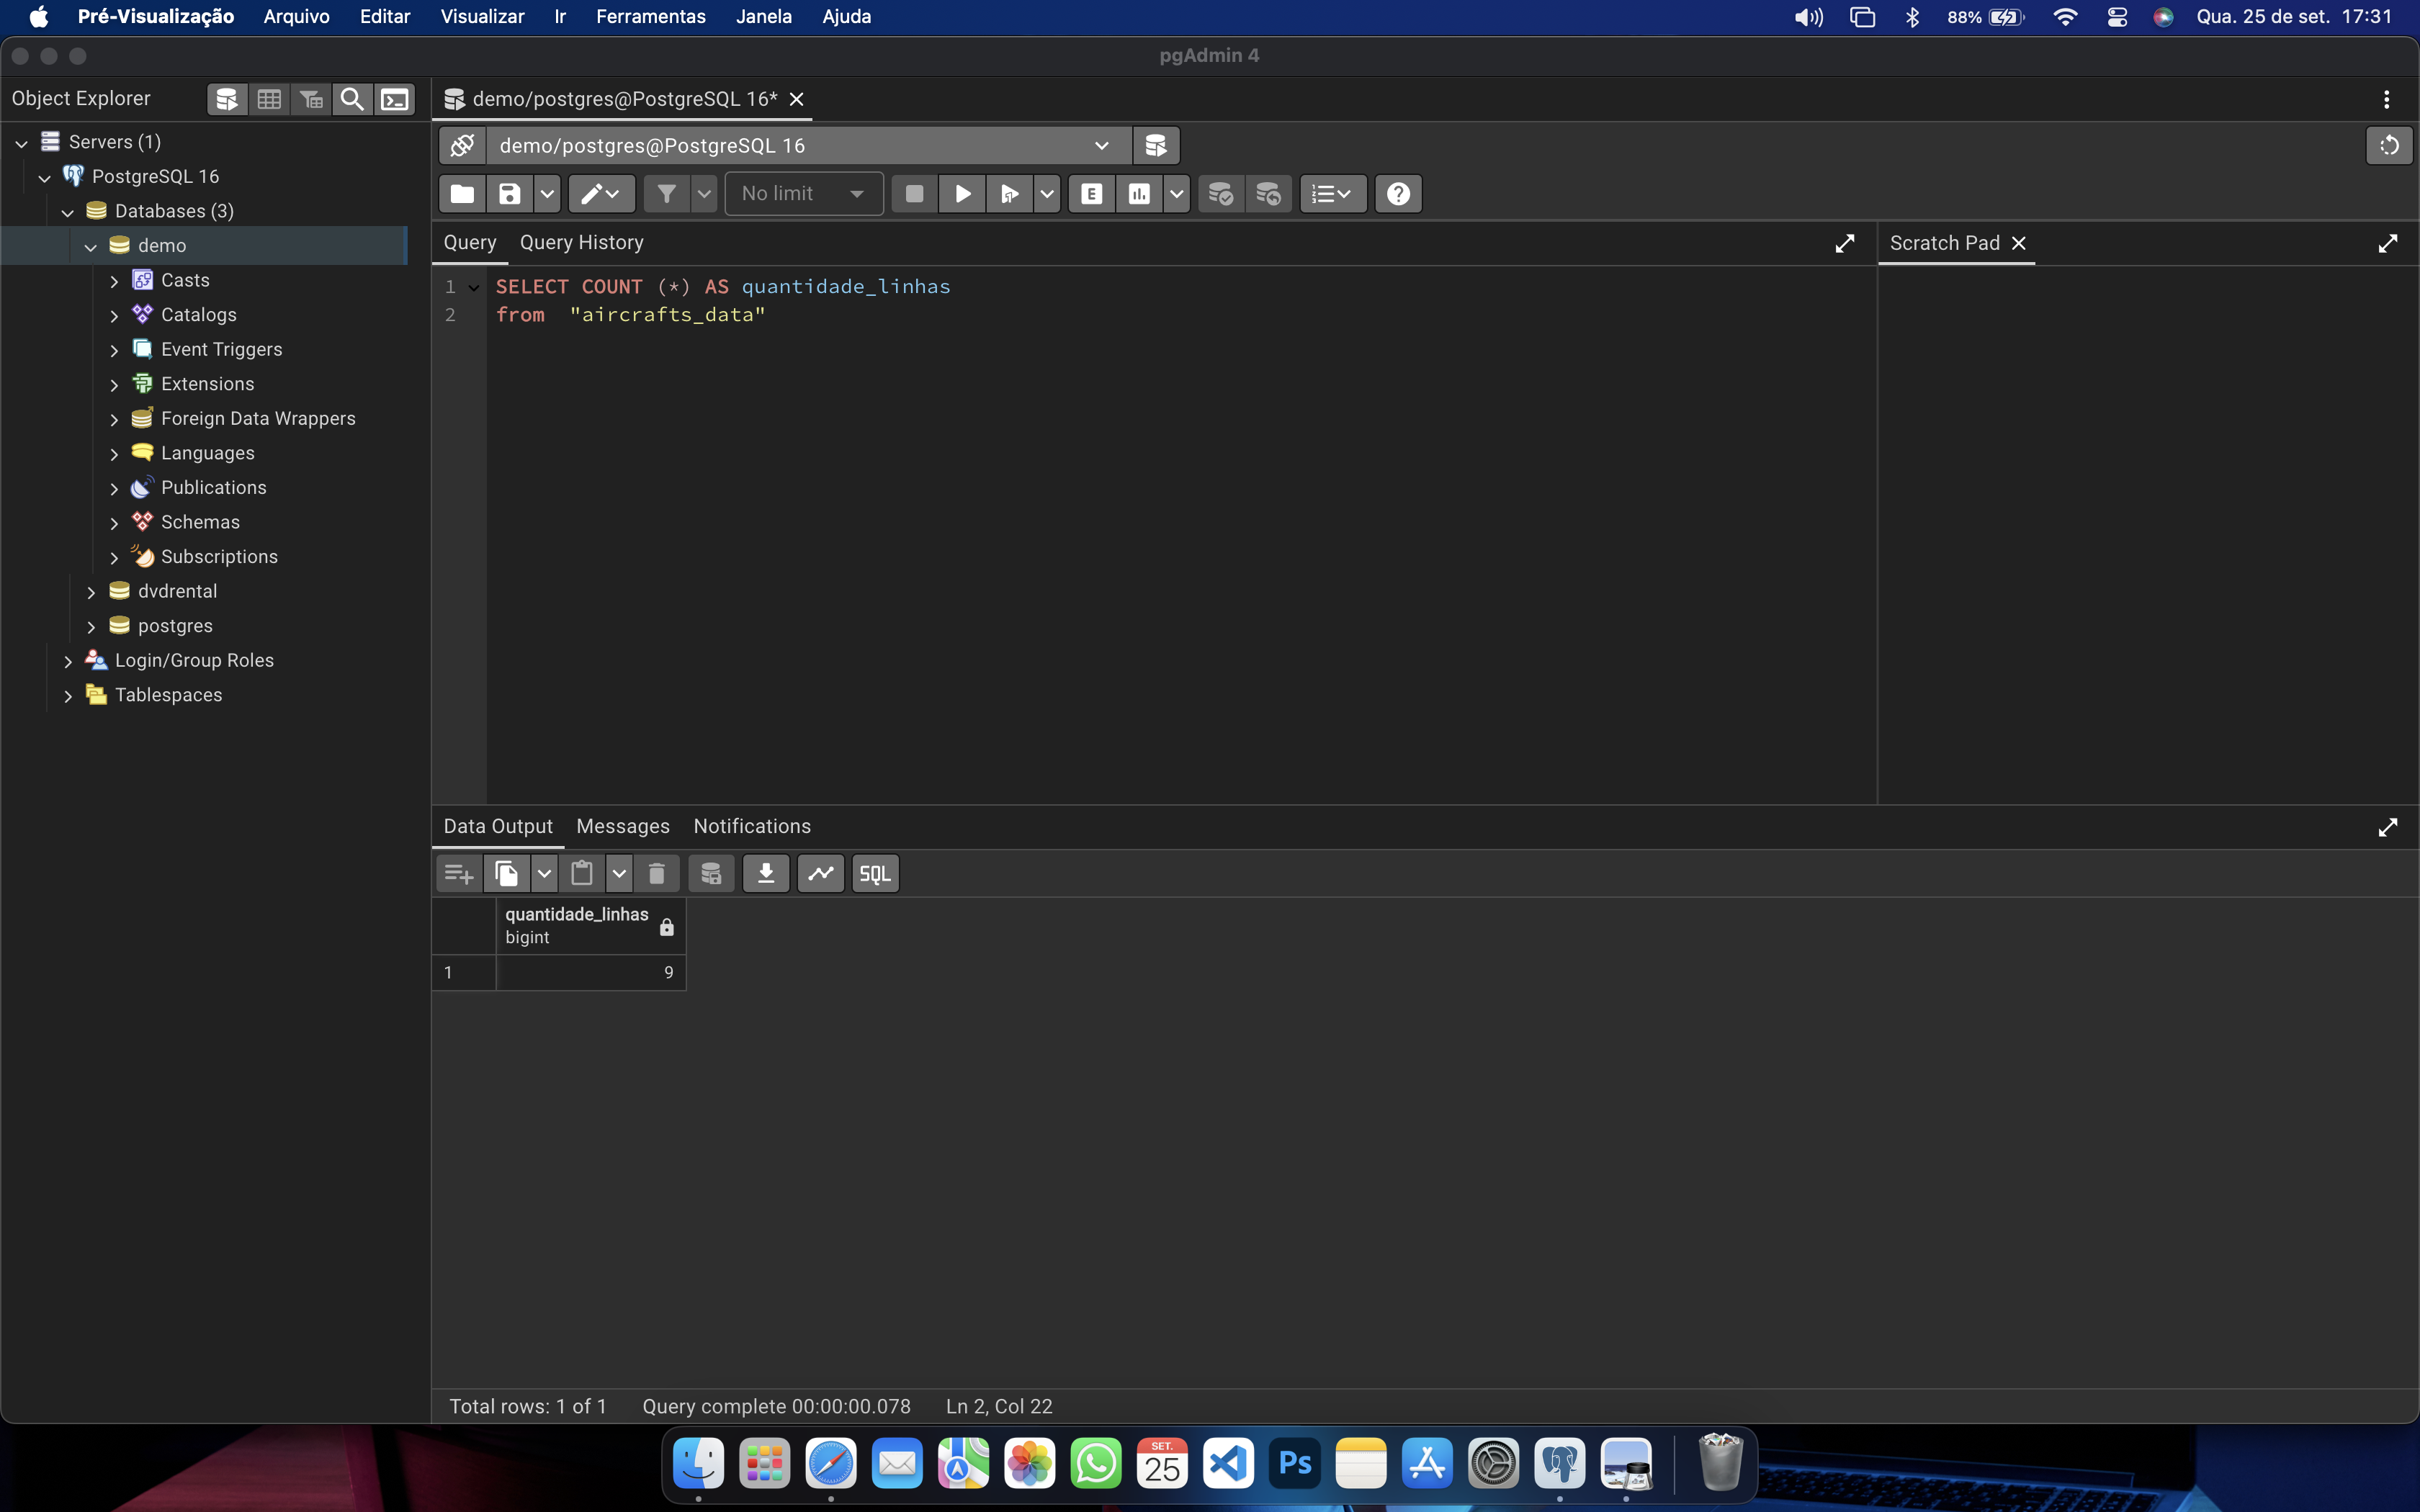 Pré-Visualização Arquivo Editar Visualizar Ir Ferramentas Janela Ajuda 88% Qua. 25 de set. 17:31
pgAdmin 4
Object Explorer
demo/postgres@PostgreSQL 16*
Servers (1)
PostgreSQL 16
Databases (3)
demo
Casts
Catalogs
Event Triggers
Extensions
Foreign Data Wrappers
Languages
Publications
Schemas
Subscriptions
dvdrental
postgres
Login/Group Roles
Tablespaces
demo/postgres@PostgreSQL 16
No limit
E
Query Query History
Scratch Pad
1 SELECT COUNT (*) AS quantidade_linhas
2 from "aircrafts_data"
Data Output Messages Notifications
SQL
quantidade_linhas
bigint
1 9
Total rows: 1 of 1 Query complete 00:00:00.078 Ln 2, Col 22
SET.
25
Ps